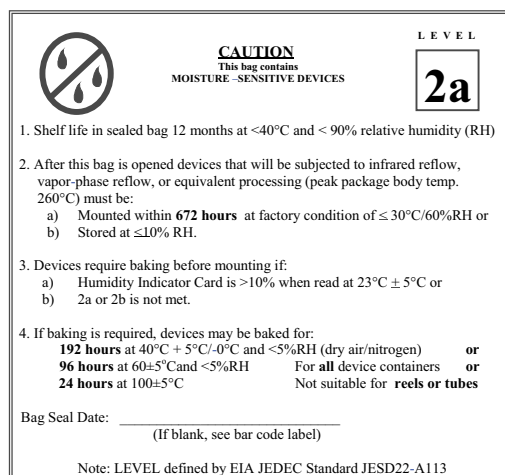 LEVEL
CAUTION
This bag contains
MOISTURE –SENSITIVE DEVICES
2a
1. Shelf life in sealed bag 12 months at <40°C and < 90% relative humidity (RH)
2. After this bag is opened devices that will be subjected to infrared reflow,
vapor-phase reflow, or equivalent processing (peak package body temp.
260°C) must be:
a) Mounted within 672 hours at factory condition of ≤ 30°C/60%RH or
b) Stored at ≤10% RH.
3. Devices require baking before mounting if:
a) Humidity Indicator Card is >10% when read at 23°C ± 5°C or
b) 2a or 2b is not met.
4. If baking is required, devices may be baked for:
192 hours at 40°C + 5°C/-0°C and <5%RH (dry air/nitrogen) or
96 hours at 60±5°Cand <5%RH For all device containers or
24 hours at 100±5°C Not suitable for reels or tubes
Bag Seal Date: ____________________________
(If blank, see bar code label)
Note: LEVEL defined by EIA JEDEC Standard JESD22-A113